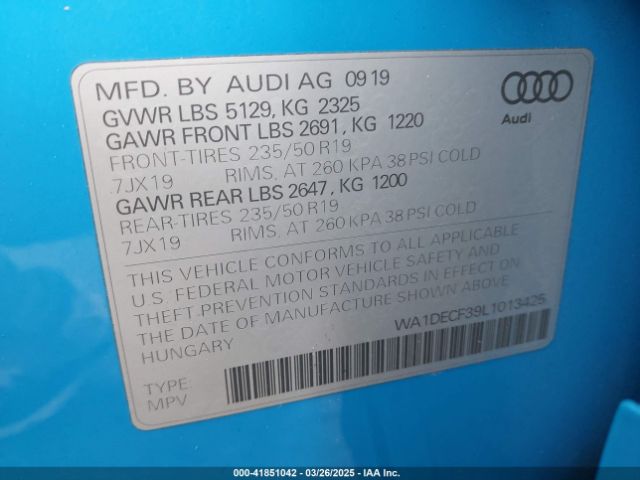 MFD. BY AUDI AG 09 19
GVWR LBS 5129, KG 2325
GAWR FRONT LBS 2691, KG 1220
FRONT-TIRES 235/50 R19
7JX19 RIMS, AT 260 KPA 38 PSI COLD
GAWR REAR LBS 2647, KG 1200
REAR-TIRES 235/50 R19
7JX19 RIMS, AT 260 KPA 38 PSI COLD
Audi
THIS VEHICLE CONFORMS TO ALL APPLICABLE
U.S. FEDERAL MOTOR VEHICLE SAFETY AND
THEFT PREVENTION STANDARDS IN EFFECT ON
THE DATE OF MANUFACTURE SHOWN ABOVE
HUNGARY
WA1DECF39L1013425
TYPE:
MPV
000-41851042 - 03/26/2025 - IAA Inc.